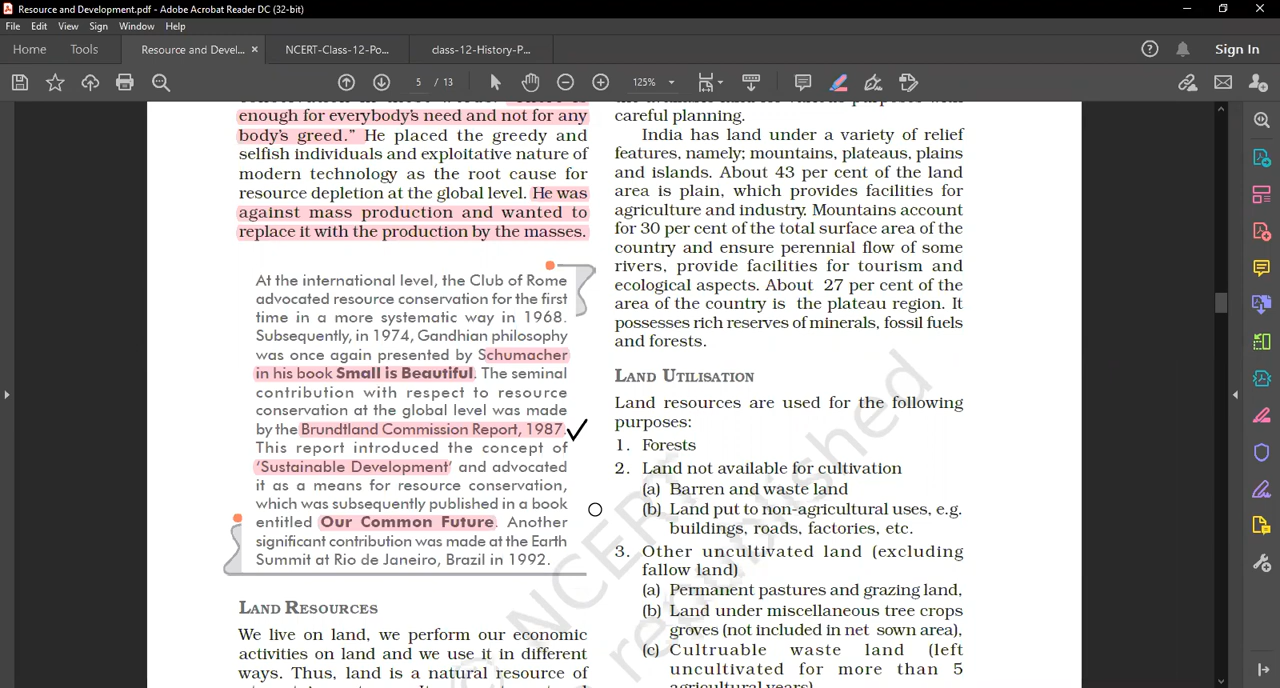 Resource and Development.pdf - Adobe Acrobat Reader DC (32-bit)
File Edit View Sign Window Help
Home Tools Resource and Devel... × NCERT-Class-12-Po... class-12-History-P... Sign In
5 / 13 125%
enough for everybody's need and not for any
body's greed." He placed the greedy and
selfish individuals and exploitative nature of
modern technology as the root cause for
resource depletion at the global level. He was
against mass production and wanted to
replace it with the production by the masses.
At the international level, the Club of Rome
advocated resource conservation for the first
time in a more systematic way in 1968.
Subsequently, in 1974, Gandhian philosophy
was once again presented by Schumacher
in his book Small is Beautiful. The seminal
contribution with respect to resource
conservation at the global level was made
by the Brundtland Commission Report, 1987.
This report introduced the concept of
'Sustainable Development' and advocated
it as a means for resource conservation,
which was subsequently published in a book
entitled Our Common Future. Another
significant contribution was made at the Earth
Summit at Rio de Janeiro, Brazil in 1992.
LAND RESOURCES
We live on land, we perform our economic
activities on land and we use it in different
ways. Thus, land is a natural resource of
careful planning.
India has land under a variety of relief
features, namely; mountains, plateaus, plains
and islands. About 43 per cent of the land
area is plain, which provides facilities for
agriculture and industry. Mountains account
for 30 per cent of the total surface area of the
country and ensure perennial flow of some
rivers, provide facilities for tourism and
ecological aspects. About 27 per cent of the
area of the country is the plateau region. It
possesses rich reserves of minerals, fossil fuels
and forests.
LAND UTILISATION
Land resources are used for the following
purposes:
1. Forests
2. Land not available for cultivation
(a) Barren and waste land
(b) Land put to non-agricultural uses, e.g.
buildings, roads, factories, etc.
3. Other uncultivated land (excluding
fallow land)
(a) Permanent pastures and grazing land,
(b) Land under miscellaneous tree crops
groves (not included in net sown area),
(c) Cultruable waste land (left
uncultivated for more than 5
agricultural years).
© NCERT
republished